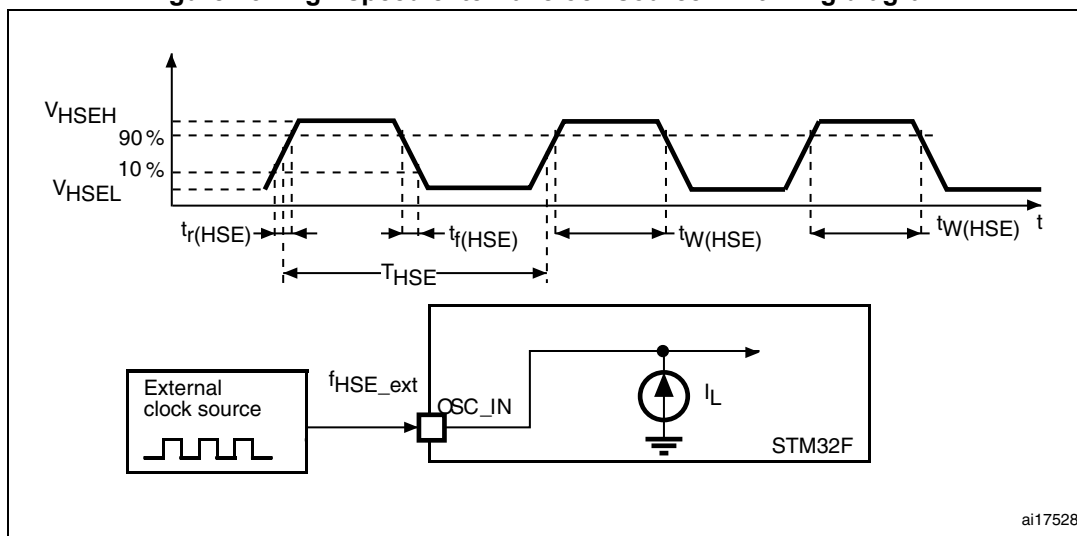 VHSEH
90 %
10 %
VHSEL
tr(HSE)
tf(HSE)
tW(HSE)
tW(HSE)
t
THSE
External
clock source
fHSE_ext
OSC_IN
IL
STM32F
ai17528